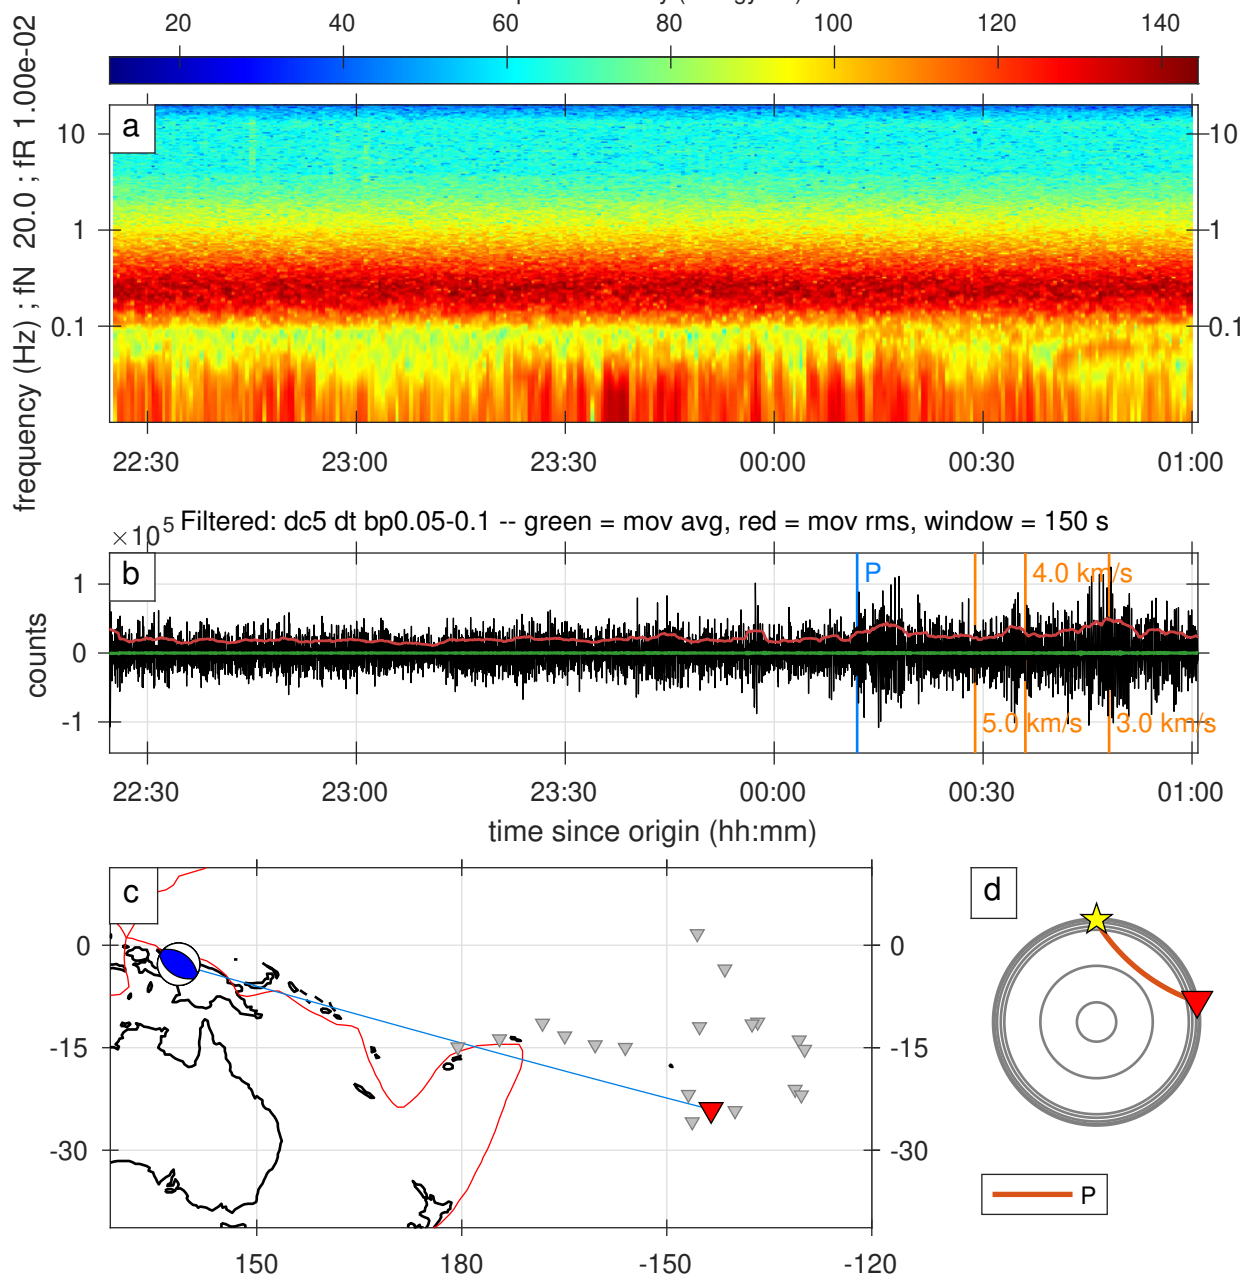 20 40 60 80 100 120 140
frequency (Hz) ; fN 20.0 ; fR 1.00e-02
a
10 10
1 1
0.1 0.1
22:30 23:00 23:30 00:00 00:30 01:00
×10^5 Filtered: dc5 dt bp0.05-0.1 -- green = mov avg, red = mov rms, window = 150 s
b
counts
1
0
-1
P
4.0 km/s
5.0 km/s
3.0 km/s
22:30 23:00 23:30 00:00 00:30 01:00
time since origin (hh:mm)
c
0 0
-15 -15
-30 -30
150 180 -150 -120
d
P